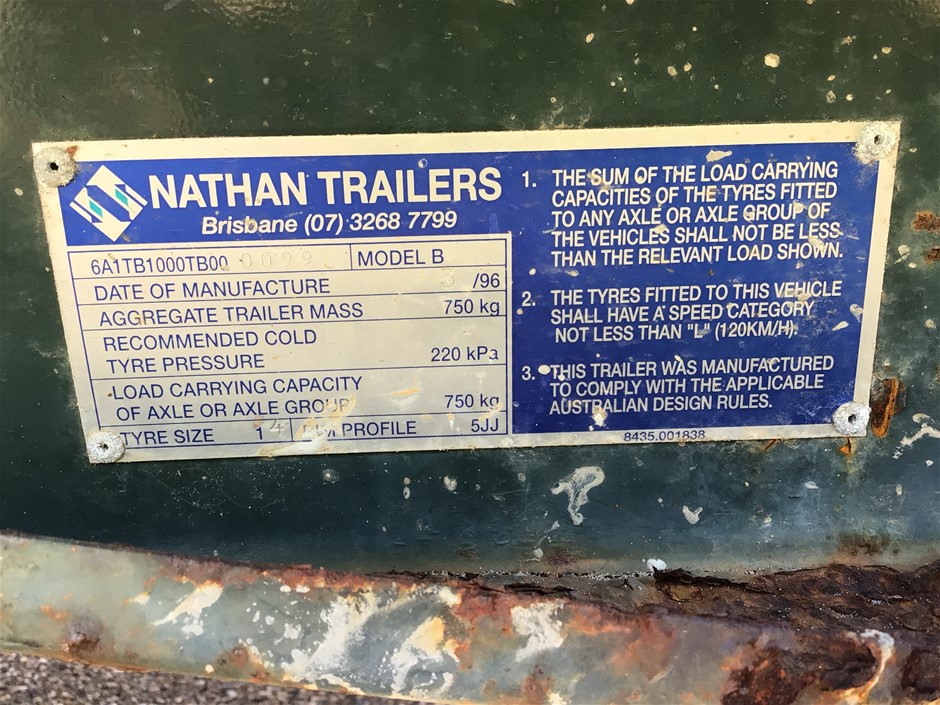 NATHAN TRAILERS
Brisbane (07) 3268 7799
6A1TB1000TB00 0099 MODEL B
DATE OF MANUFACTURE 3 /96
AGGREGATE TRAILER MASS 750 kg
RECOMMENDED COLD
TYRE PRESSURE 220 kPa
LOAD CARRYING CAPACITY
OF AXLE OR AXLE GROUP 750 kg
TYRE SIZE 14 RIM PROFILE 5JJ
1. THE SUM OF THE LOAD CARRYING
CAPACITIES OF THE TYRES FITTED
TO ANY AXLE OR AXLE GROUP OF
THE VEHICLES SHALL NOT BE LESS
THAN THE RELEVANT LOAD SHOWN.
2. THE TYRES FITTED TO THIS VEHICLE
SHALL HAVE A SPEED CATEGORY
NOT LESS THAN "L" (120KM/H).
3. THIS TRAILER WAS MANUFACTURED
TO COMPLY WITH THE APPLICABLE
AUSTRALIAN DESIGN RULES.
8435.001838